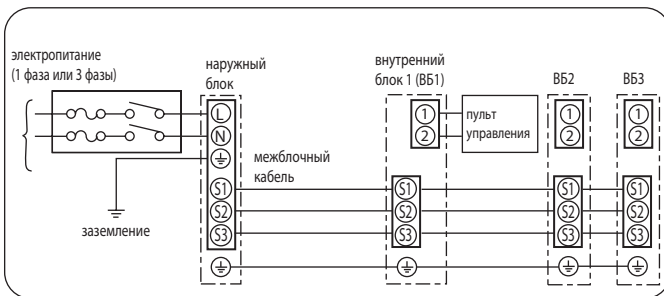 электропитание
(1 фаза или 3 фазы)
наружный
блок
внутренний
блок 1 (ВБ1)
ВБ2
ВБ3
L
N
1
2
пульт
управления
1
2
1
2
межблочный
кабель
S1
S2
S3
S1
S2
S3
S1
S2
S3
S1
S2
S3
заземление